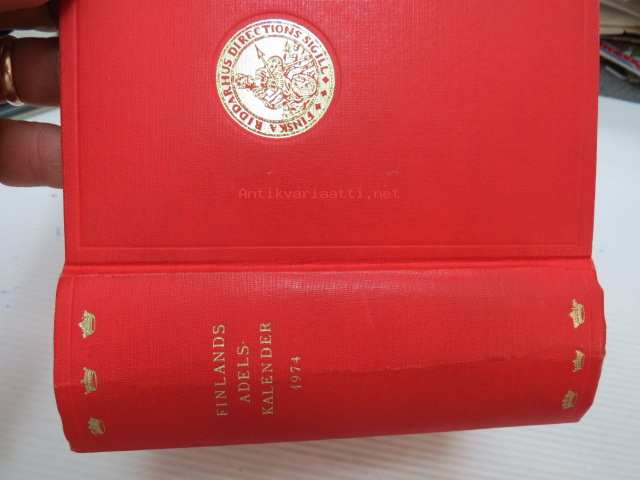 FINSKA RIDDARHUS DIRECTIONS SIGILL
Antikvariaatti.net
FINLANDS
ADELS-
KALENDER
1974